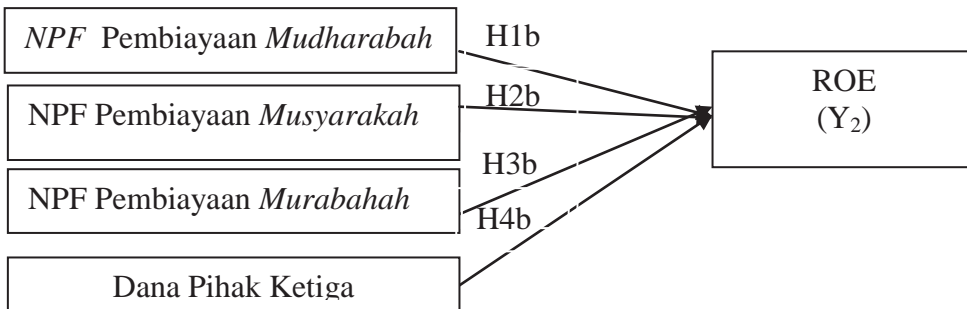 NPF Pembiayaan Mudharabah
H1b
NPF Pembiayaan Musyarakah
H2b
NPF Pembiayaan Murabahah
H3b
Dana Pihak Ketiga
H4b
ROE
(Y₂)